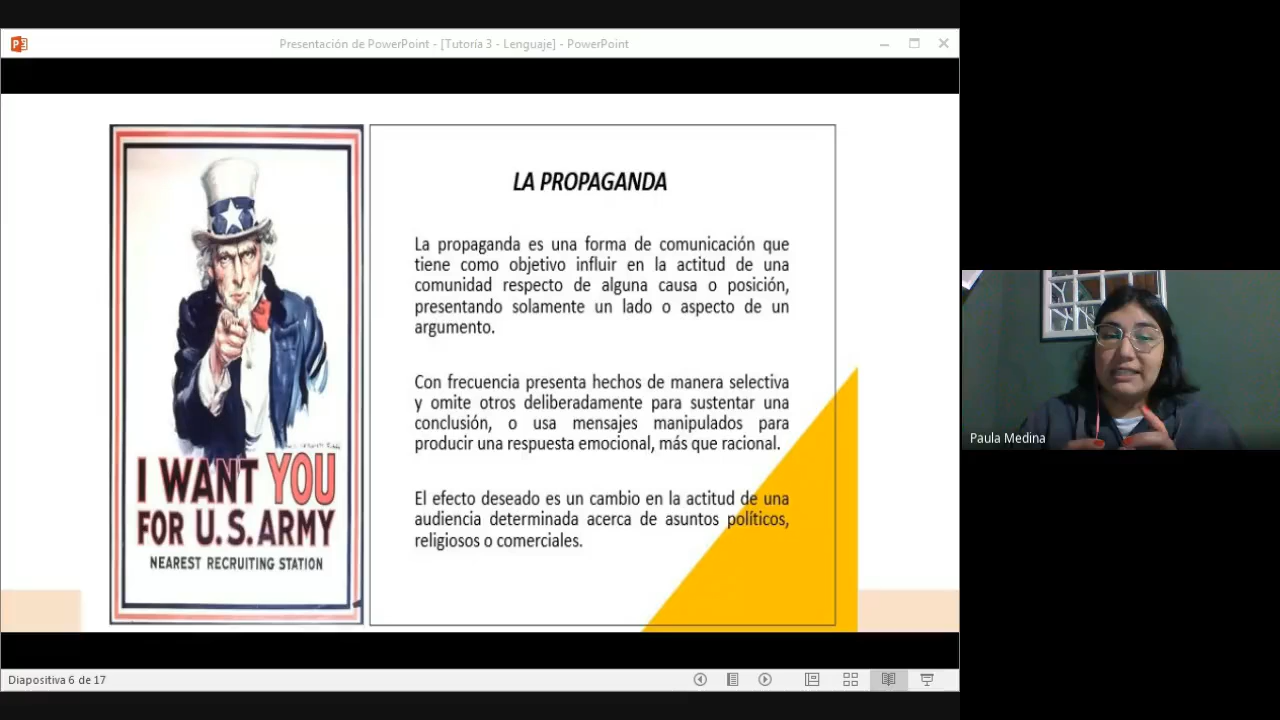 Presentación de PowerPoint - [Tutoría 3 - Lenguaje] - PowerPoint
I WANT YOU
FOR U.S. ARMY
NEAREST RECRUITING STATION
LA PROPAGANDA
La propaganda es una forma de comunicación que
tiene como objetivo influir en la actitud de una
comunidad respecto de alguna causa o posición,
presentando solamente un lado o aspecto de un
argumento.
Con frecuencia presenta hechos de manera selectiva
y omite otros deliberadamente para sustentar una
conclusión, o usa mensajes manipulados para
producir una respuesta emocional, más que racional.
El efecto deseado es un cambio en la actitud de una
audiencia determinada acerca de asuntos políticos,
religiosos o comerciales.
Paula Medina
Diapositiva 6 de 17